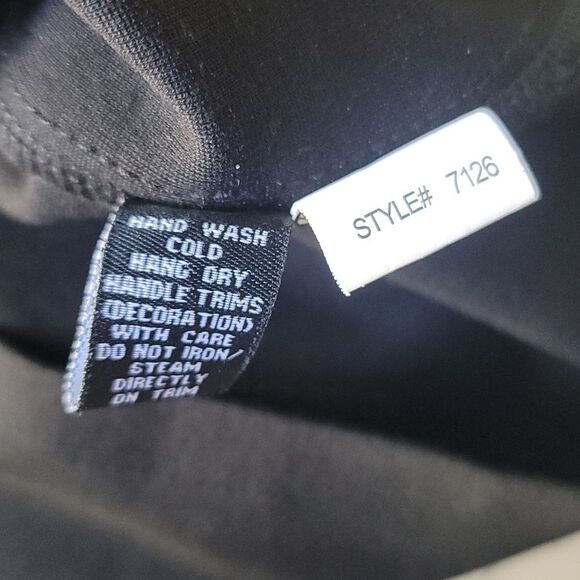 HAND WASH
COLD
HANG DRY
HANDLE TRIMS
(DECORATION)
WITH CARE
DO NOT IRON/
STEAM
DIRECTLY
ON TRIM
STYLE# 7126